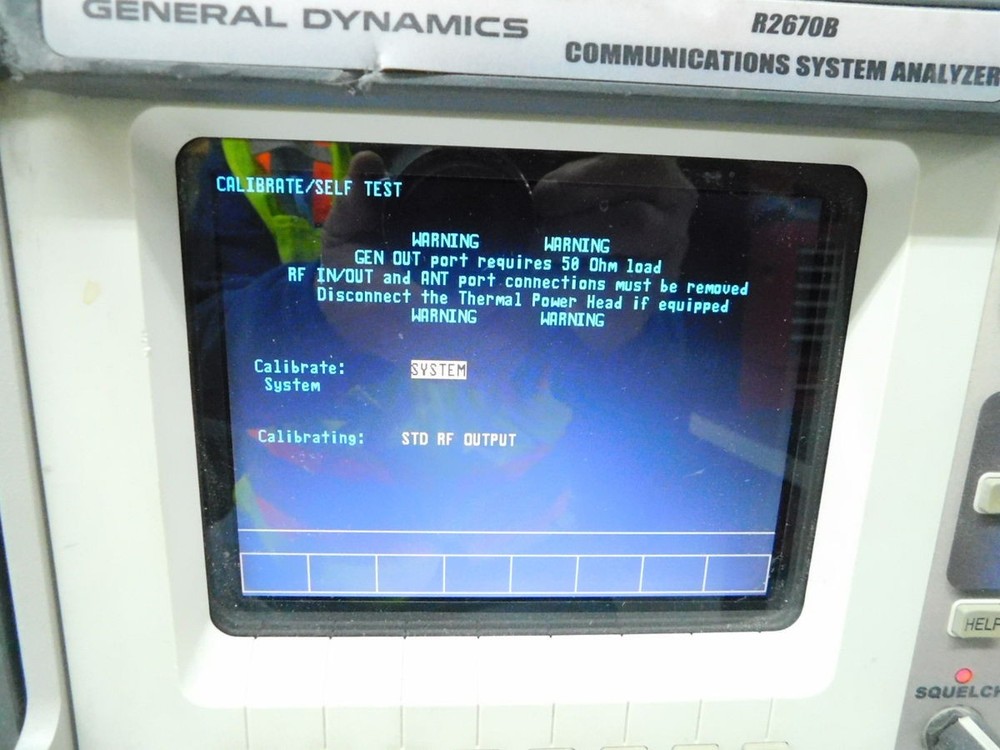 GENERAL DYNAMICS
R2670B
COMMUNICATIONS SYSTEM ANALYZER
CALIBRATE/SELF TEST
WARNING WARNING
GEN OUT port requires 50 Ohm load
RF IN/OUT and ANT port connections must be removed
Disconnect the Thermal Power Head if equipped
WARNING WARNING
Calibrate: SYSTEM
System
Calibrating: STD RF OUTPUT
HELP
SQUELCH